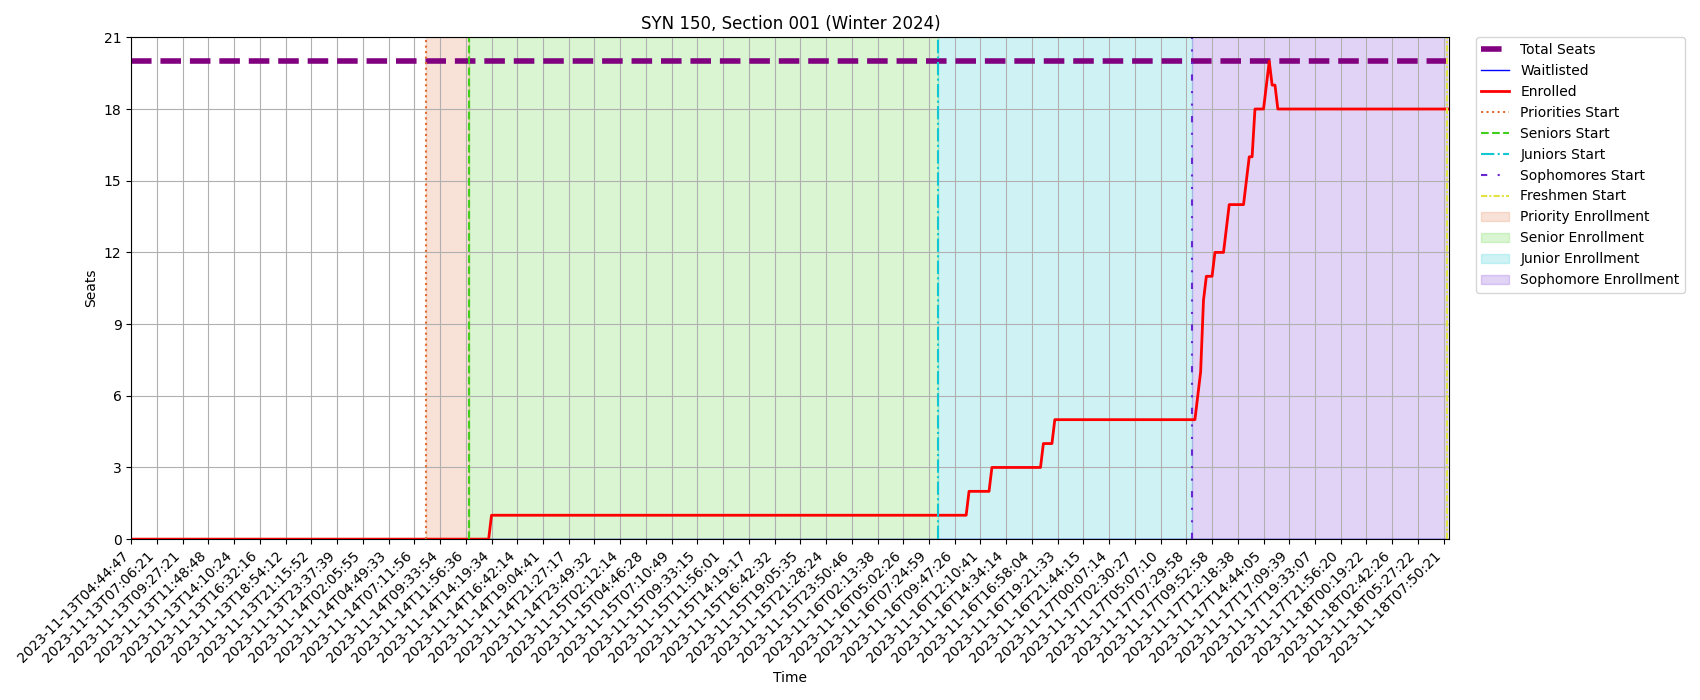 SYN 150, Section 001 (Winter 2024)
21
18
15
12
9
6
3
0
Seats
2023-11-13T04:44:47
2023-11-13T07:06:21
2023-11-13T09:27:21
2023-11-13T11:48:48
2023-11-13T14:10:24
2023-11-13T16:32:16
2023-11-13T18:54:12
2023-11-13T21:15:52
2023-11-13T23:37:39
2023-11-14T02:05:55
2023-11-14T04:49:33
2023-11-14T07:11:56
2023-11-14T09:33:54
2023-11-14T11:56:36
2023-11-14T14:19:34
2023-11-14T16:42:14
2023-11-14T19:04:41
2023-11-14T21:27:17
2023-11-14T23:49:32
2023-11-15T02:12:14
2023-11-15T04:46:28
2023-11-15T07:10:49
2023-11-15T09:33:15
2023-11-15T11:56:01
2023-11-15T14:19:17
2023-11-15T16:42:32
2023-11-15T19:05:35
2023-11-15T21:28:24
2023-11-15T23:50:46
2023-11-16T02:13:38
2023-11-16T05:02:26
2023-11-16T07:24:59
2023-11-16T09:47:26
2023-11-16T12:10:41
2023-11-16T14:34:14
2023-11-16T16:58:04
2023-11-16T19:21:33
2023-11-16T21:44:15
2023-11-17T00:07:14
2023-11-17T02:30:27
2023-11-17T05:07:10
2023-11-17T07:29:58
2023-11-17T09:52:58
2023-11-17T12:18:38
2023-11-17T14:44:05
2023-11-17T17:09:39
2023-11-17T19:33:07
2023-11-17T21:56:20
2023-11-18T00:19:22
2023-11-18T02:42:26
2023-11-18T05:27:22
2023-11-18T07:50:21
Time
Total Seats
Waitlisted
Enrolled
Priorities Start
Seniors Start
Juniors Start
Sophomores Start
Freshmen Start
Priority Enrollment
Senior Enrollment
Junior Enrollment
Sophomore Enrollment